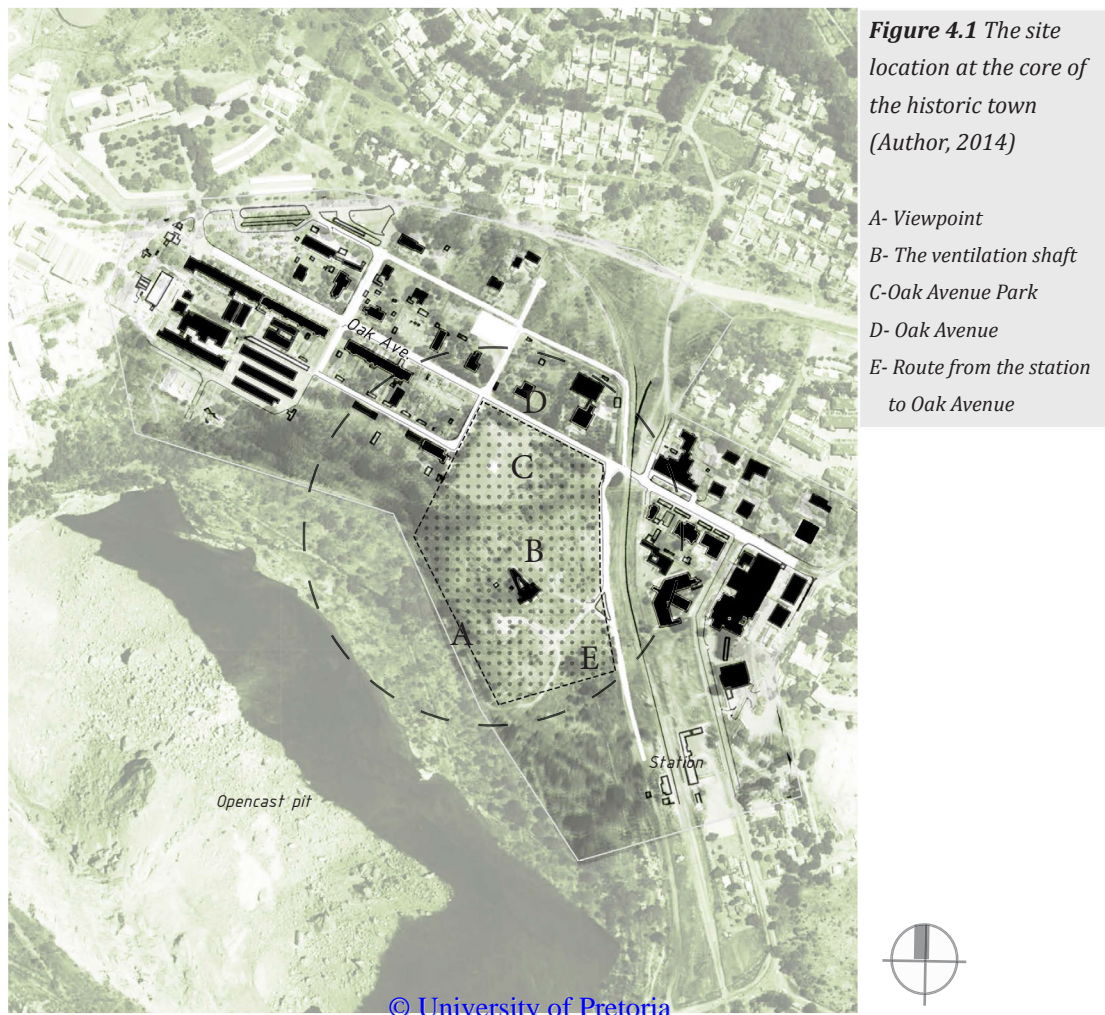 Figure 4.1 The site
location at the core of
the historic town
(Author, 2014)
A- Viewpoint
B- The ventilation shaft
C-Oak Avenue Park
D- Oak Avenue
E- Route from the station
to Oak Avenue
Oak Ave.
D
C
B
A
E
Station
Opencast pit
© University of Pretoria